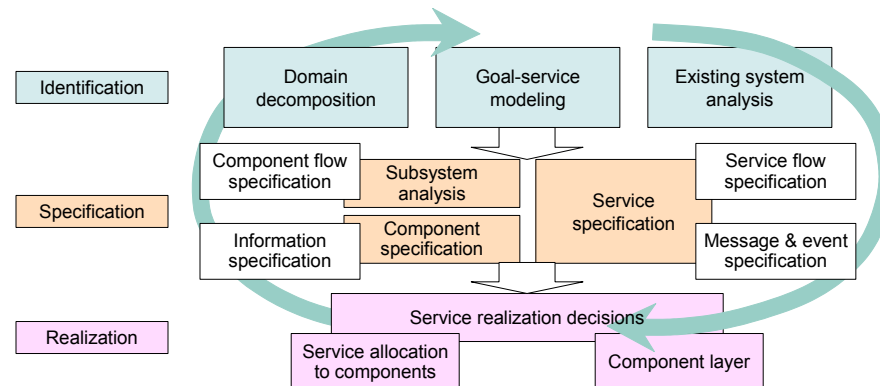 Identification
Domain
decomposition
Goal-service
modeling
Existing system
analysis
Specification
Component flow
specification
Subsystem
analysis
Service
specification
Service flow
specification
Information
specification
Component
specification
Message & event
specification
Realization
Service realization decisions
Service allocation
to components
Component layer